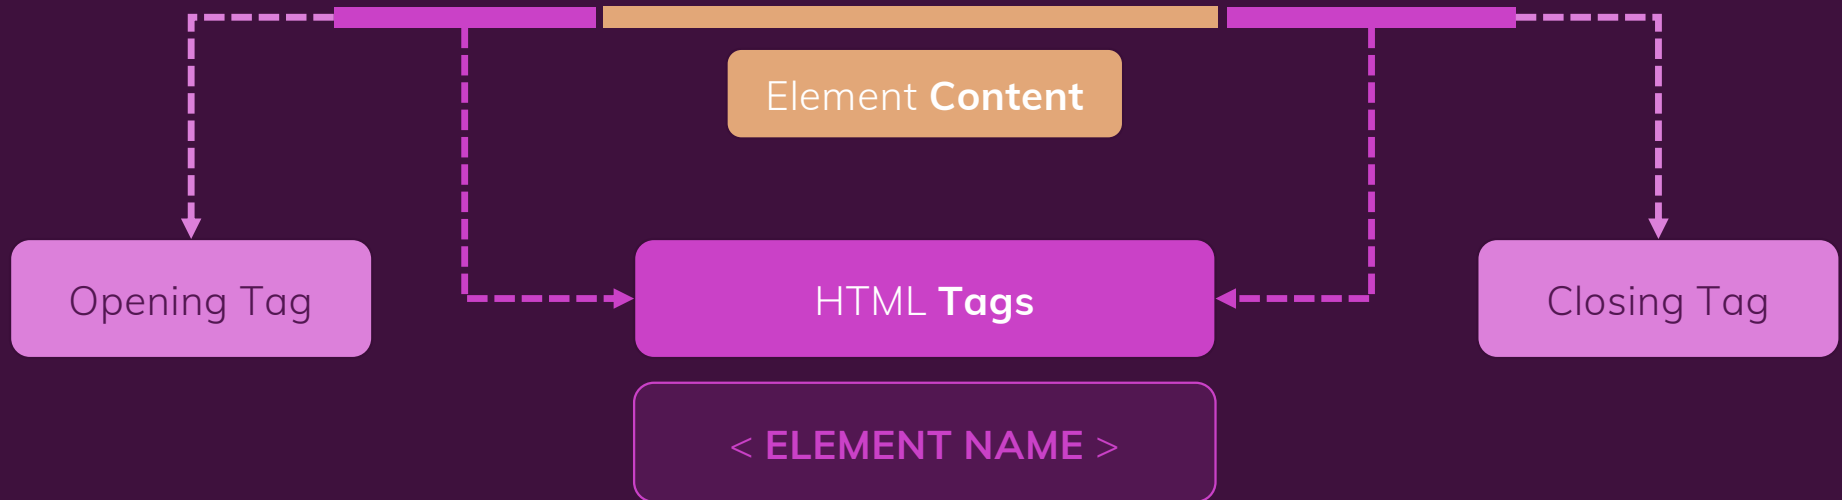 Element Content
Opening Tag
HTML Tags
Closing Tag
< ELEMENT NAME >